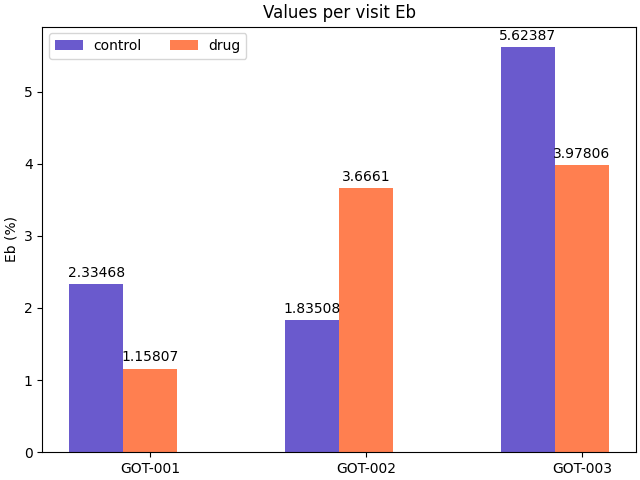 Values per visit Eb
control
drug
Eb (%)
5
4
3
2
1
0
2.33468
1.15807
1.83508
3.6661
5.62387
3.97806
GOT-001
GOT-002
GOT-003